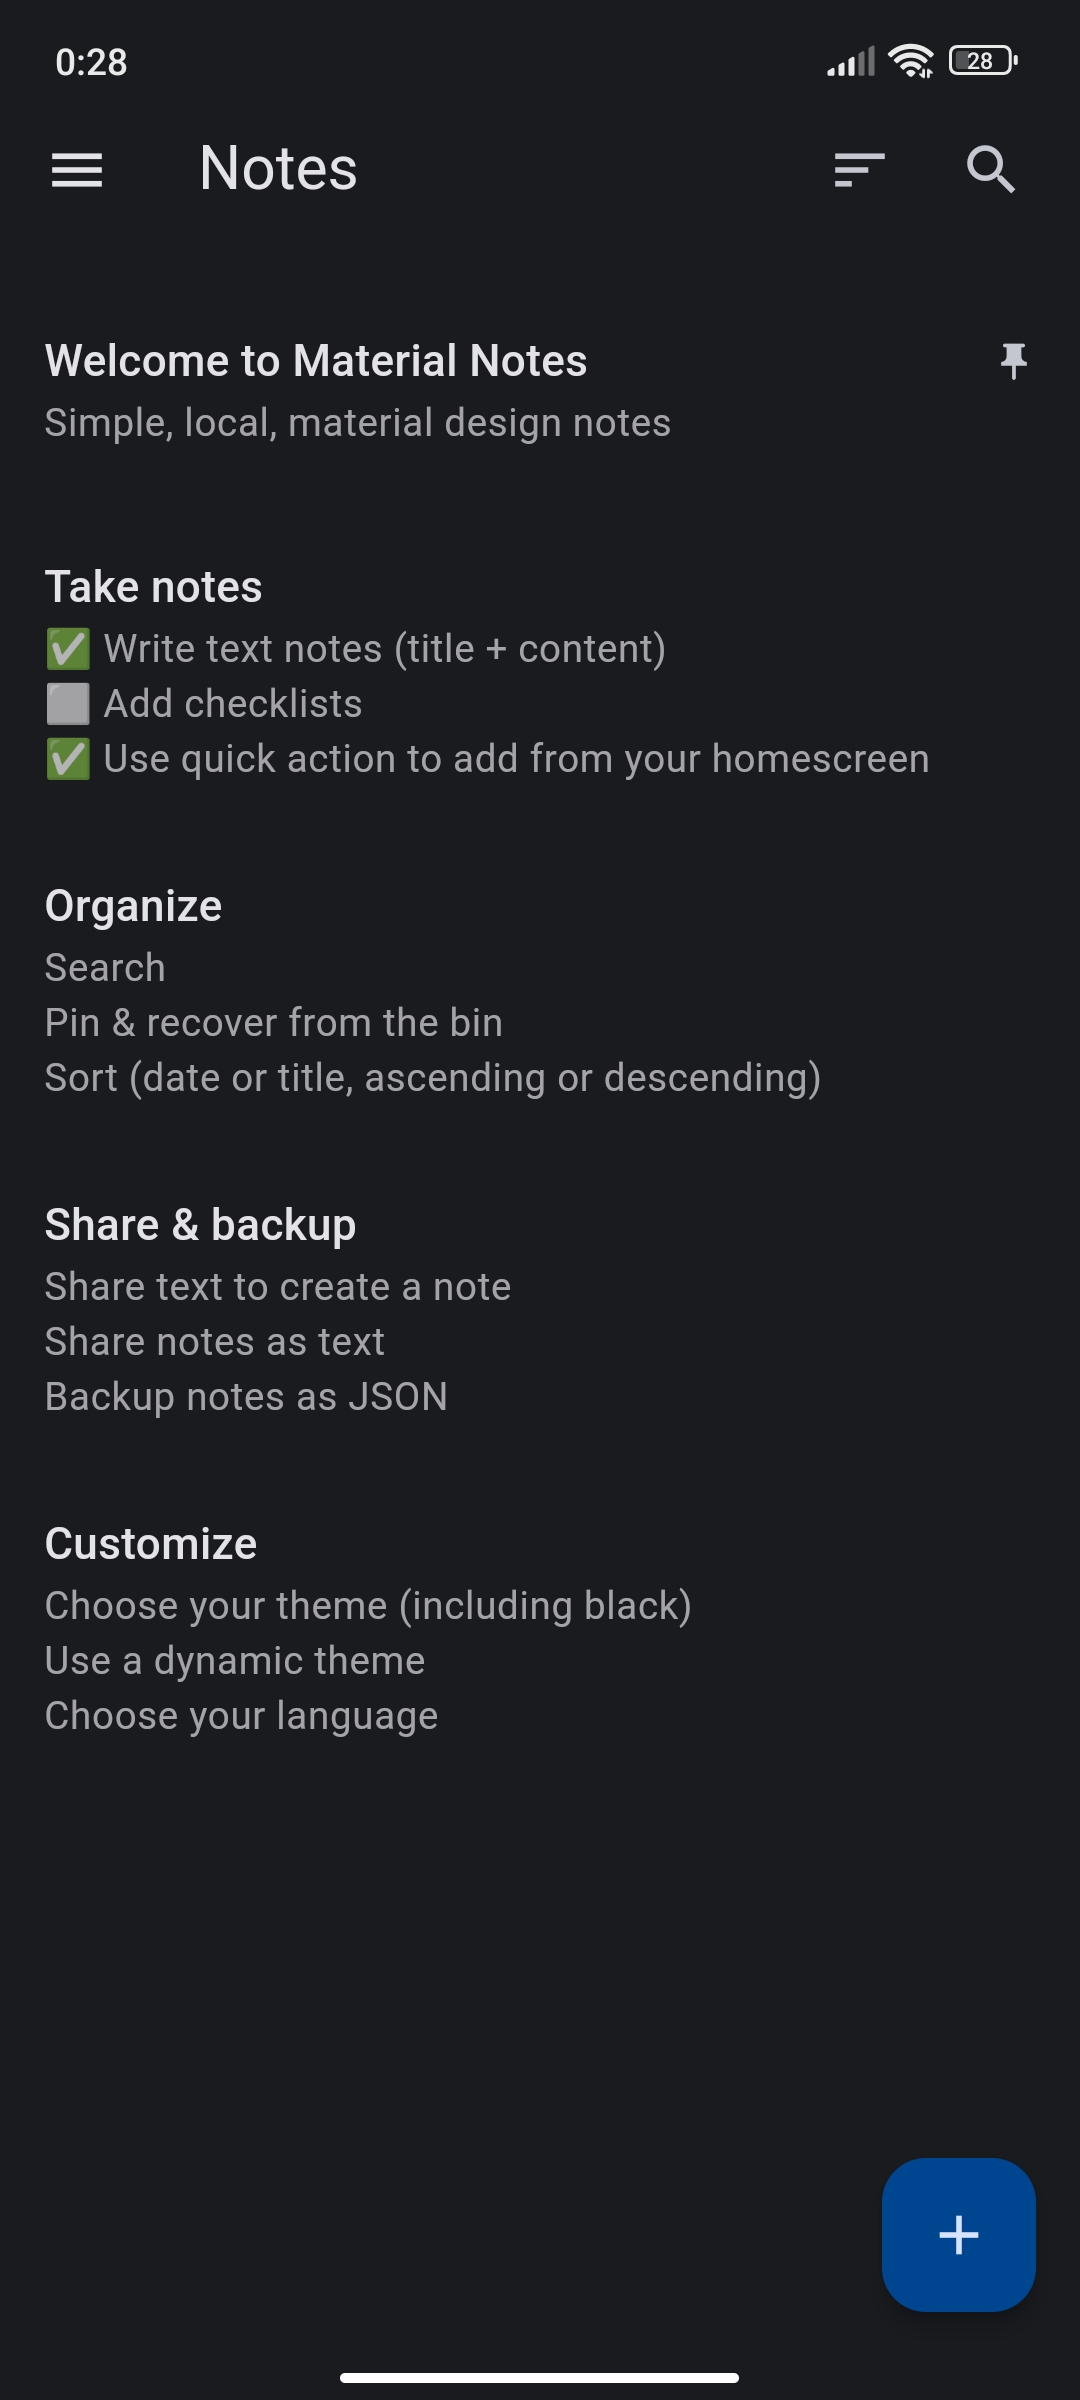 0:28
28
Notes
Welcome to Material Notes
Simple, local, material design notes
Take notes
✅ Write text notes (title + content)
⬜ Add checklists
✅ Use quick action to add from your homescreen
Organize
Search
Pin & recover from the bin
Sort (date or title, ascending or descending)
Share & backup
Share text to create a note
Share notes as text
Backup notes as JSON
Customize
Choose your theme (including black)
Use a dynamic theme
Choose your language